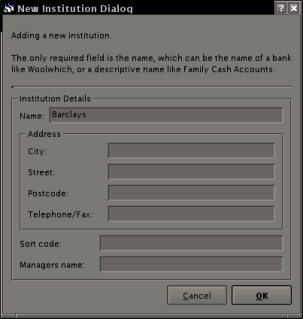 New Institution Dialog
Adding a new institution.
The only required field is the name, which can be the name of a bank
like Woolwhich, or a descriptive name like Family Cash Accounts.
Institution Details
Name: Barclays
Address
City:
Street:
Postcode:
Telephone/Fax:
Sort code:
Managers name:
Cancel OK